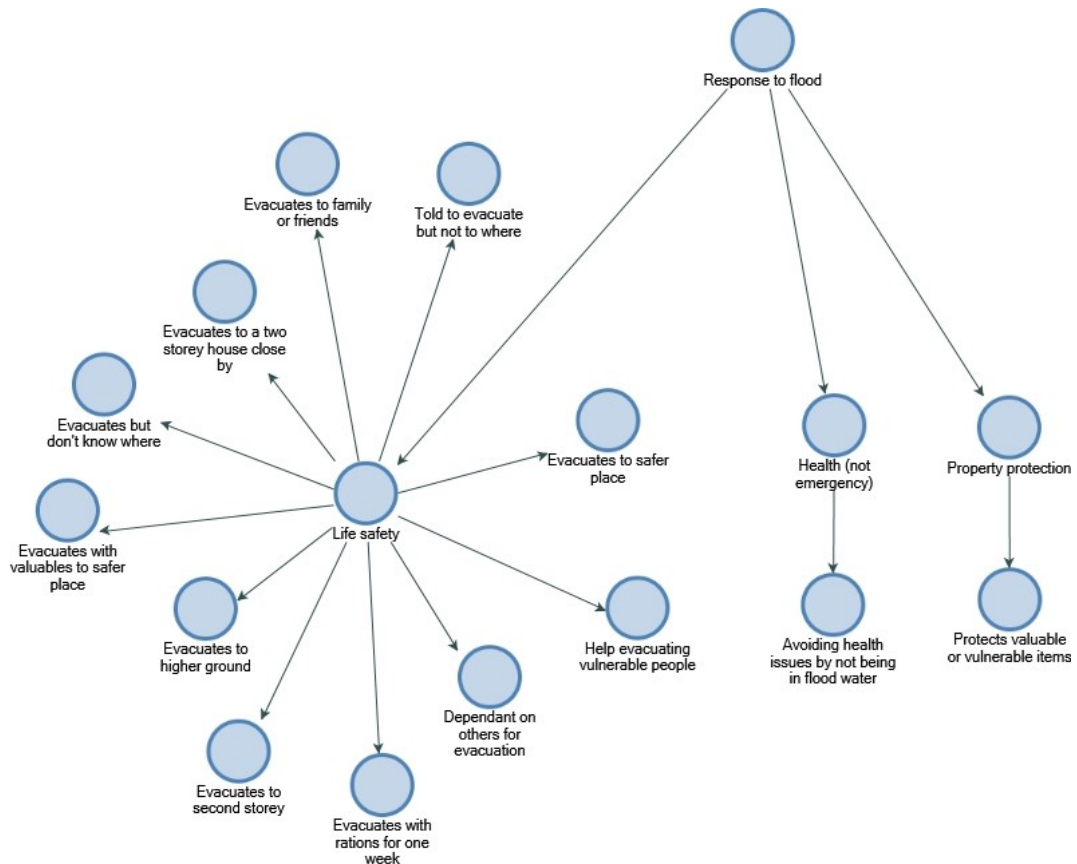 Response to flood
Evacuates to family
or friends
Told to evacuate
but not to where
Evacuates to a two
storey house close
by
Evacuates but
don't know where
Evacuates to safer
place
Health (not
emergency)
Property protection
Life safety
Evacuates with
valuables to safer
place
Evacuates to
higher ground
Help evacuating
vulnerable people
Avoiding health
issues by not being
in flood water
Protects valuable
or vulnerable items
Dependant on
others for
evacuation
Evacuates to
second storey
Evacuates with
rations for one
week